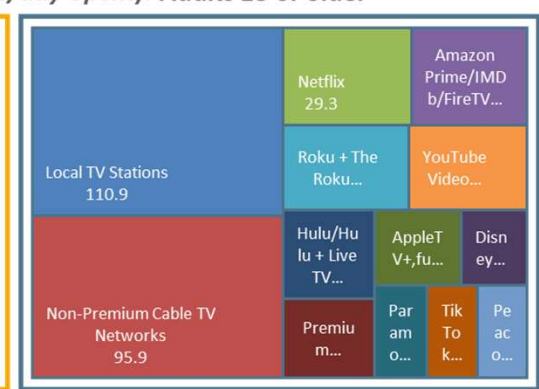 Adults 18 or older
Local TV Stations
110.9
Non-Premium Cable TV
Networks
95.9
Netflix
29.3
Amazon
Prime/IMD
b/FireTV...
Roku + The
Roku...
YouTube
Video...
Hulu/Hu
lu + Live
TV...
AppleT
V+,fu...
Disn
ey...
Premiu
m...
Par
am
o...
Tik
To
k...
Pe
ac
o...